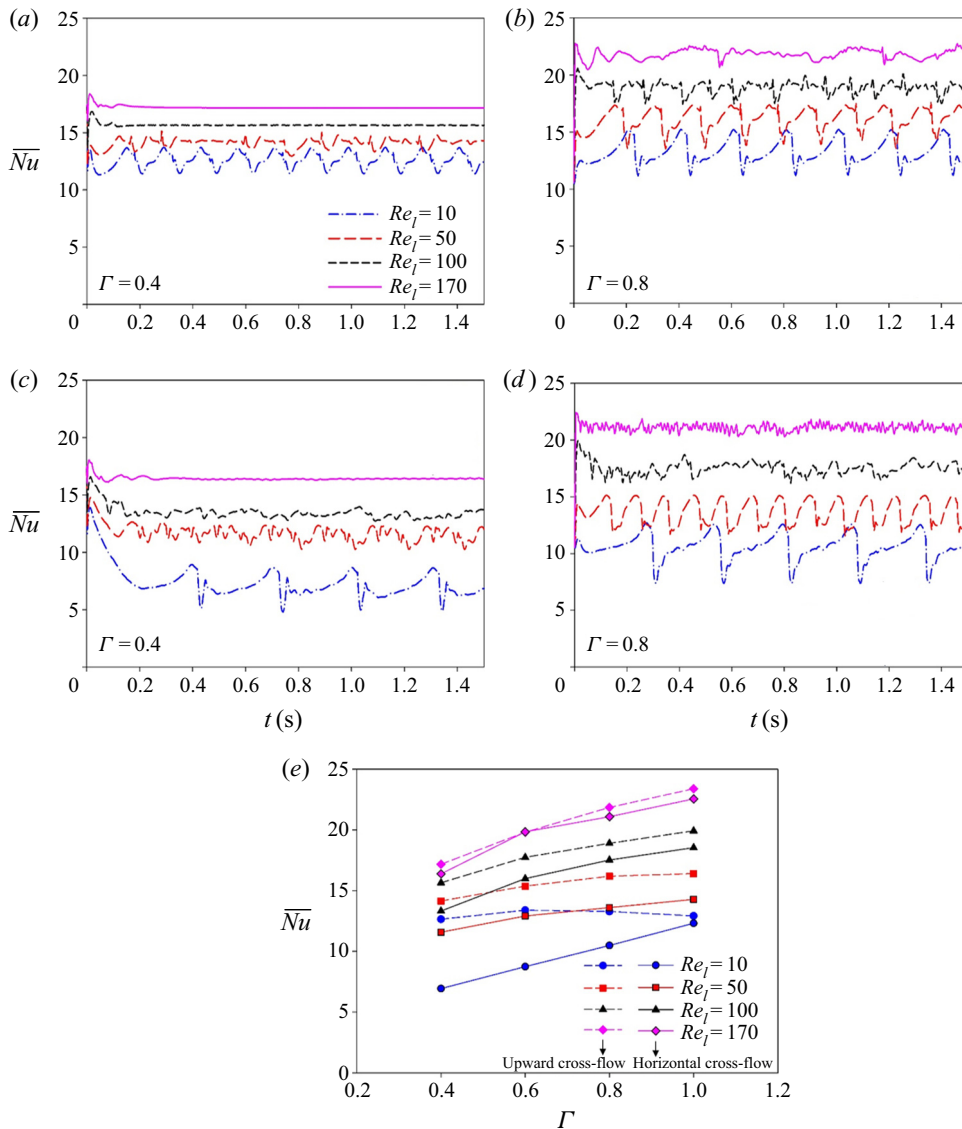 (a)
25
20
15
10
5
0
0.2 0.4 0.6 0.8 1.0 1.2 1.4
Nu
Re_l = 10
Re_l = 50
Re_l = 100
Re_l = 170
Γ = 0.4
(b)
25
20
15
10
5
0
0.2 0.4 0.6 0.8 1.0 1.2 1.4
Γ = 0.8
(c)
25
20
15
10
5
0
0.2 0.4 0.6 0.8 1.0 1.2 1.4
Nu
Γ = 0.4
t (s)
(d)
25
20
15
10
5
0
0.2 0.4 0.6 0.8 1.0 1.2 1.4
Γ = 0.8
t (s)
(e)
25
20
15
10
5
0
Nu
Re_l = 10
Re_l = 50
Re_l = 100
Re_l = 170
Upward cross-flow Horizontal cross-flow
0.2 0.4 0.6 0.8 1.0 1.2
Γ